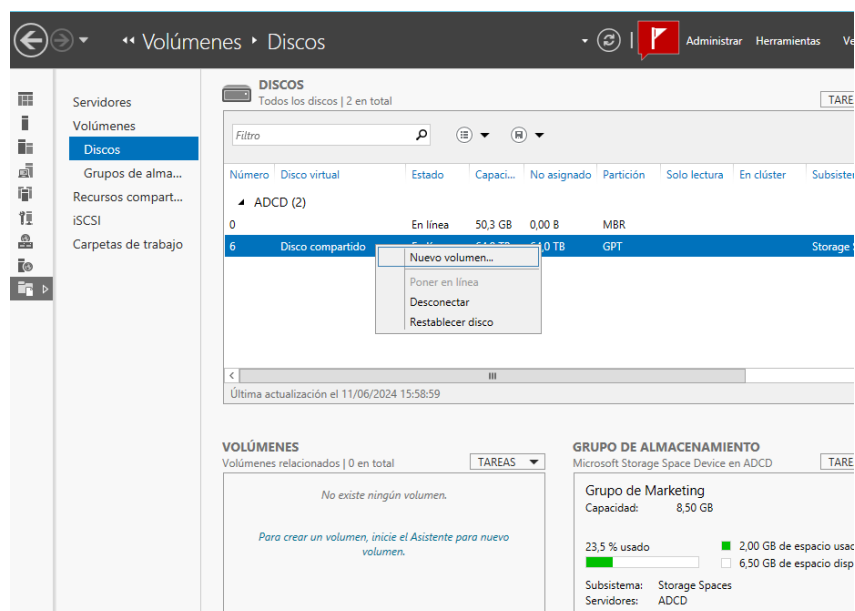 Volúmenes Discos
Administrar Herramientas
Servidores
Volúmenes
Discos
Grupos de alma...
Recursos compart...
iSCSI
Carpetas de trabajo
DISCOS
Todos los discos | 2 en total
Filtro
Número Disco virtual Estado Capaci... No asignado Partición Solo lectura En clúster
ADCD (2)
0 En línea 50,3 GB 0,00 B MBR
6 Disco compartido GPT Storage
Nuevo volumen...
Poner en línea
Desconectar
Restablecer disco
Última actualización el 11/06/2024 15:58:59
VOLÚMENES
Volúmenes relacionados | 0 en total
TAREAS
No existe ningún volumen.
Para crear un volumen, inicie el Asistente para nuevo
volumen.
GRUPO DE ALMACENAMIENTO
Microsoft Storage Space Device en ADCD
Grupo de Marketing
Capacidad: 8,50 GB
23,5 % usado
2,00 GB de espacio
6,50 GB de espacio
Subsistema: Storage Spaces
Servidores: ADCD